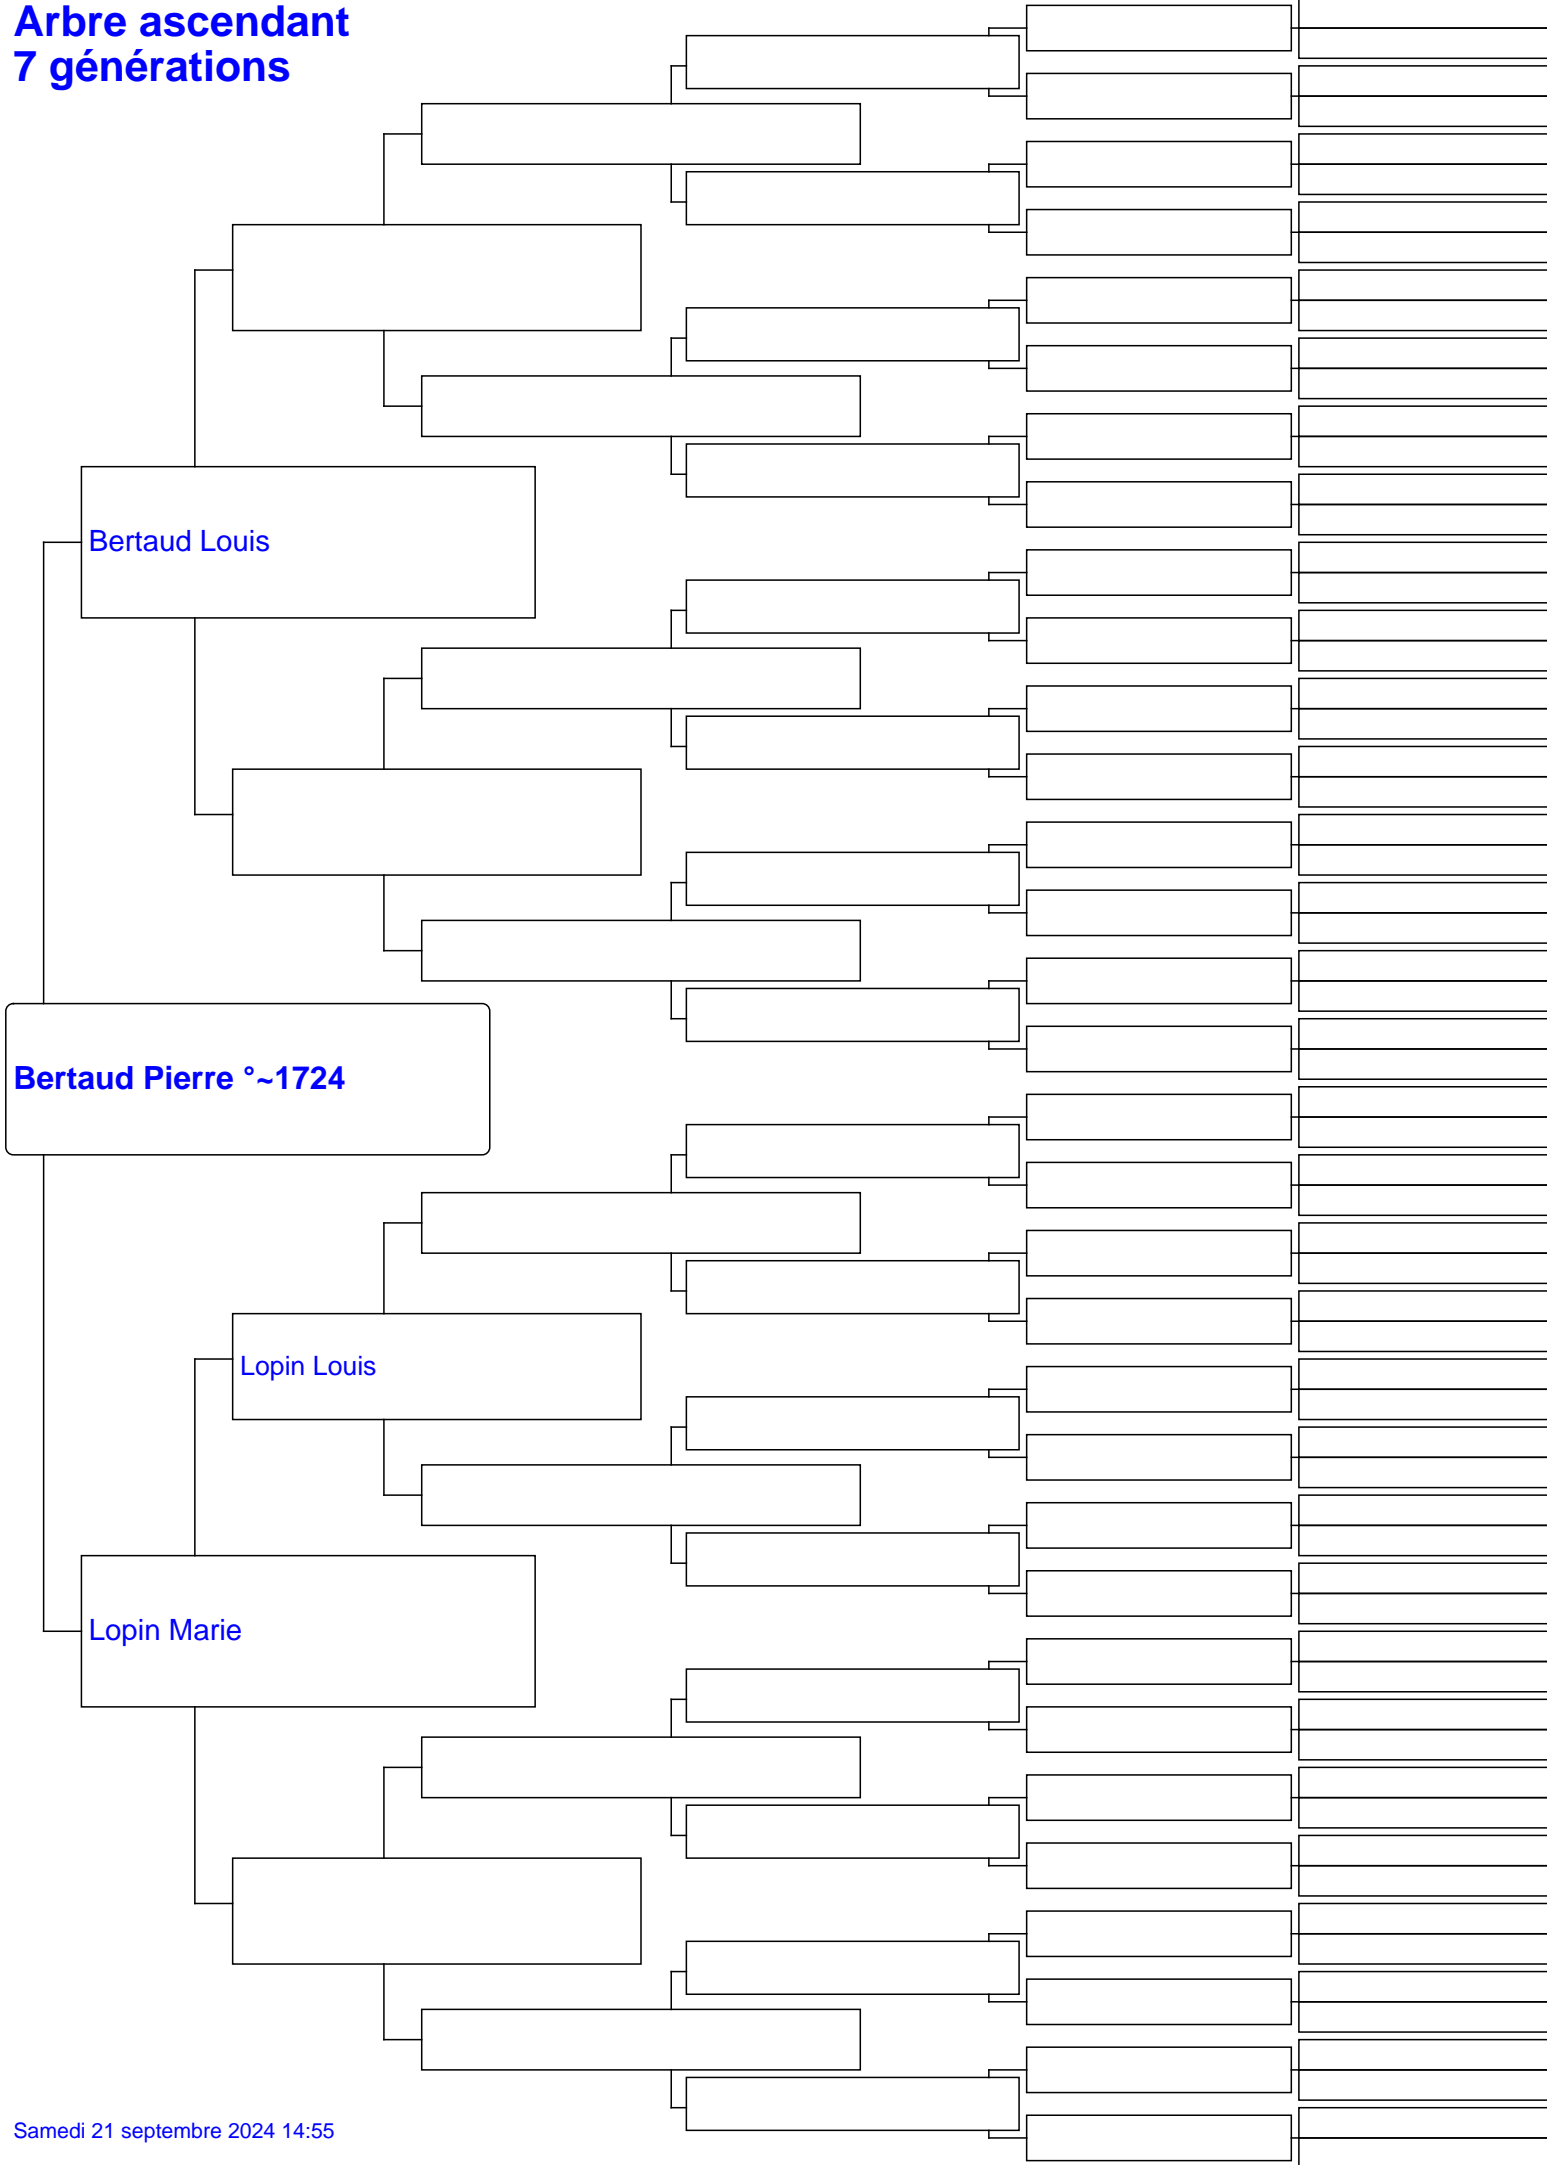 Arbre ascendant
7 générations
Bertaud Louis
Bertaud Pierre °~1724
Lopin Louis
Lopin Marie
Samedi 21 septembre 2024 14:55